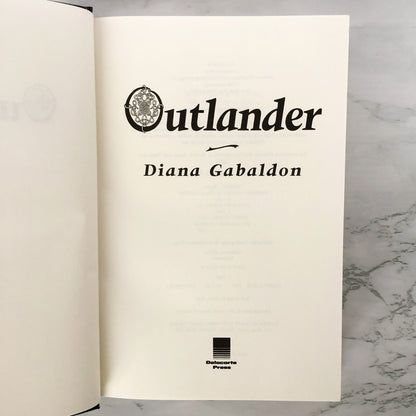 Outlander
Diana Gabaldon
Delacorte
Press